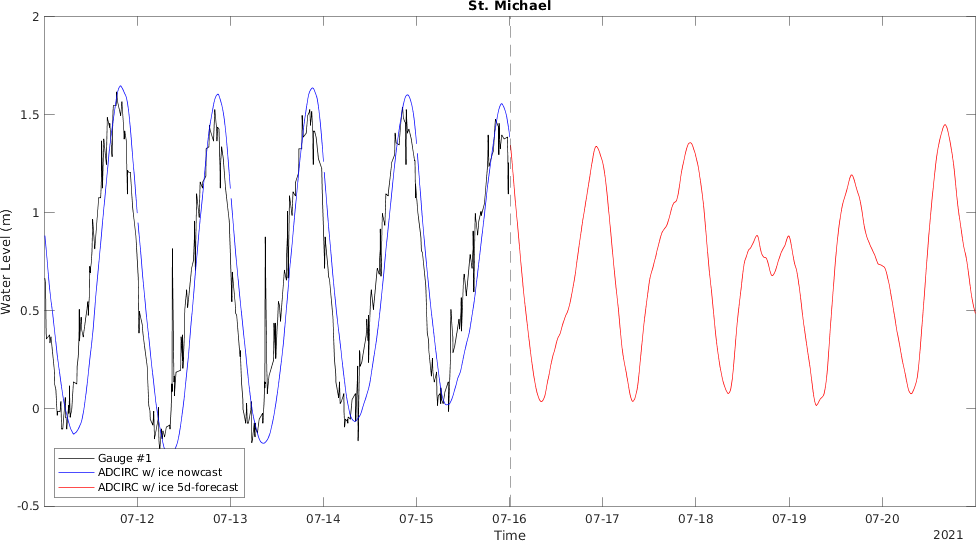 St. Michael
2
1.5
1
0.5
0
-0.5
Water Level (m)
Gauge #1
ADCIRC w/ ice nowcast
ADCIRC w/ ice 5d-forecast
07-12 07-13 07-14 07-15 07-16 07-17 07-18 07-19 07-20
Time
2021